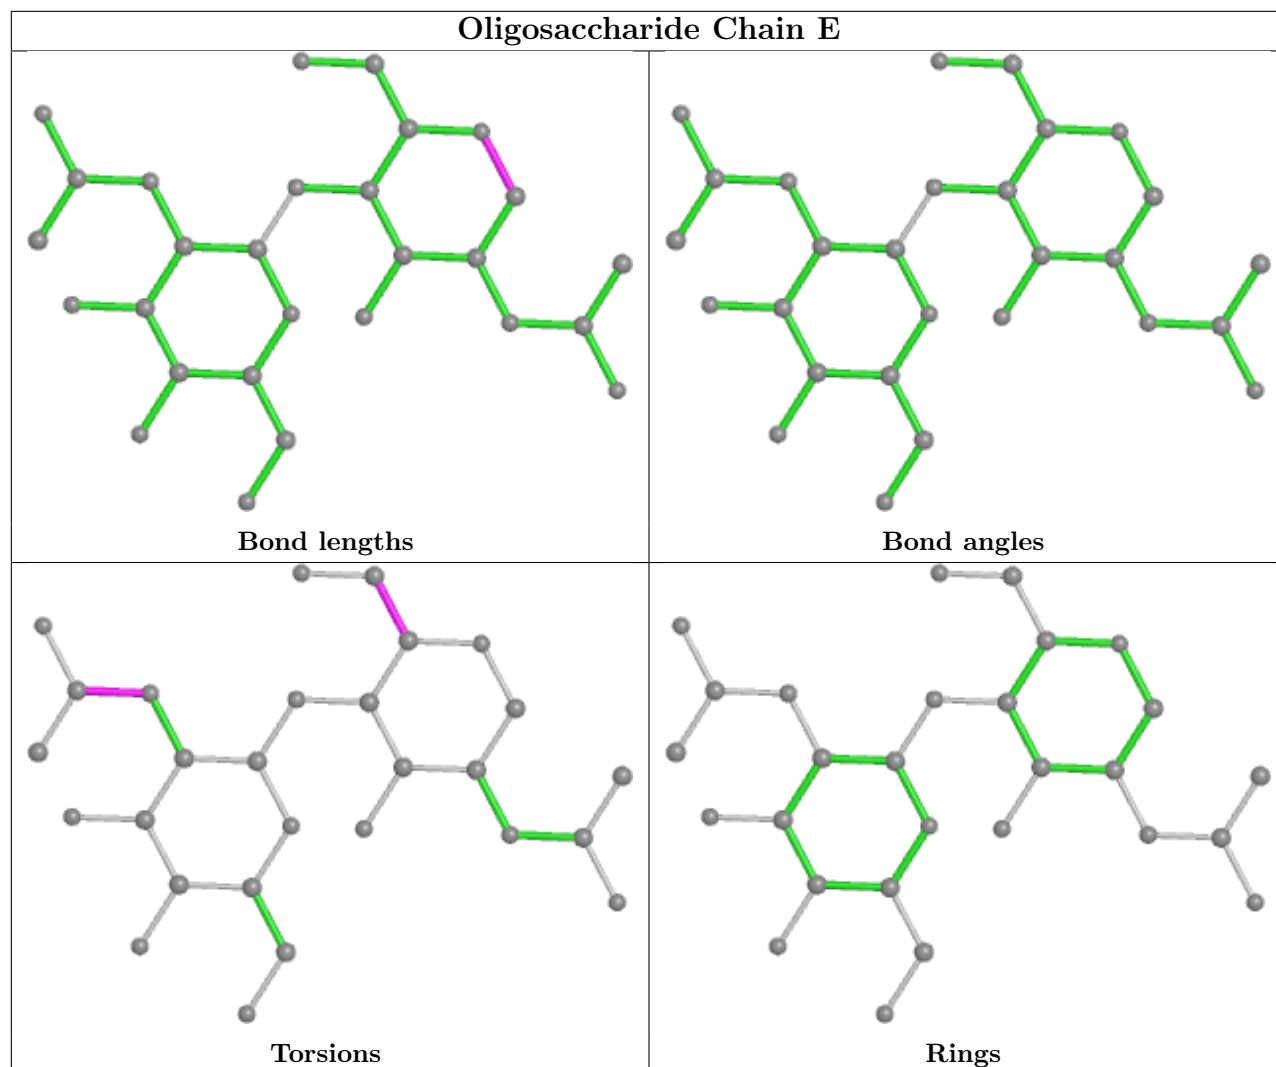 Oligosaccharide Chain E
Bond lengths
Bond angles
Torsions
Rings